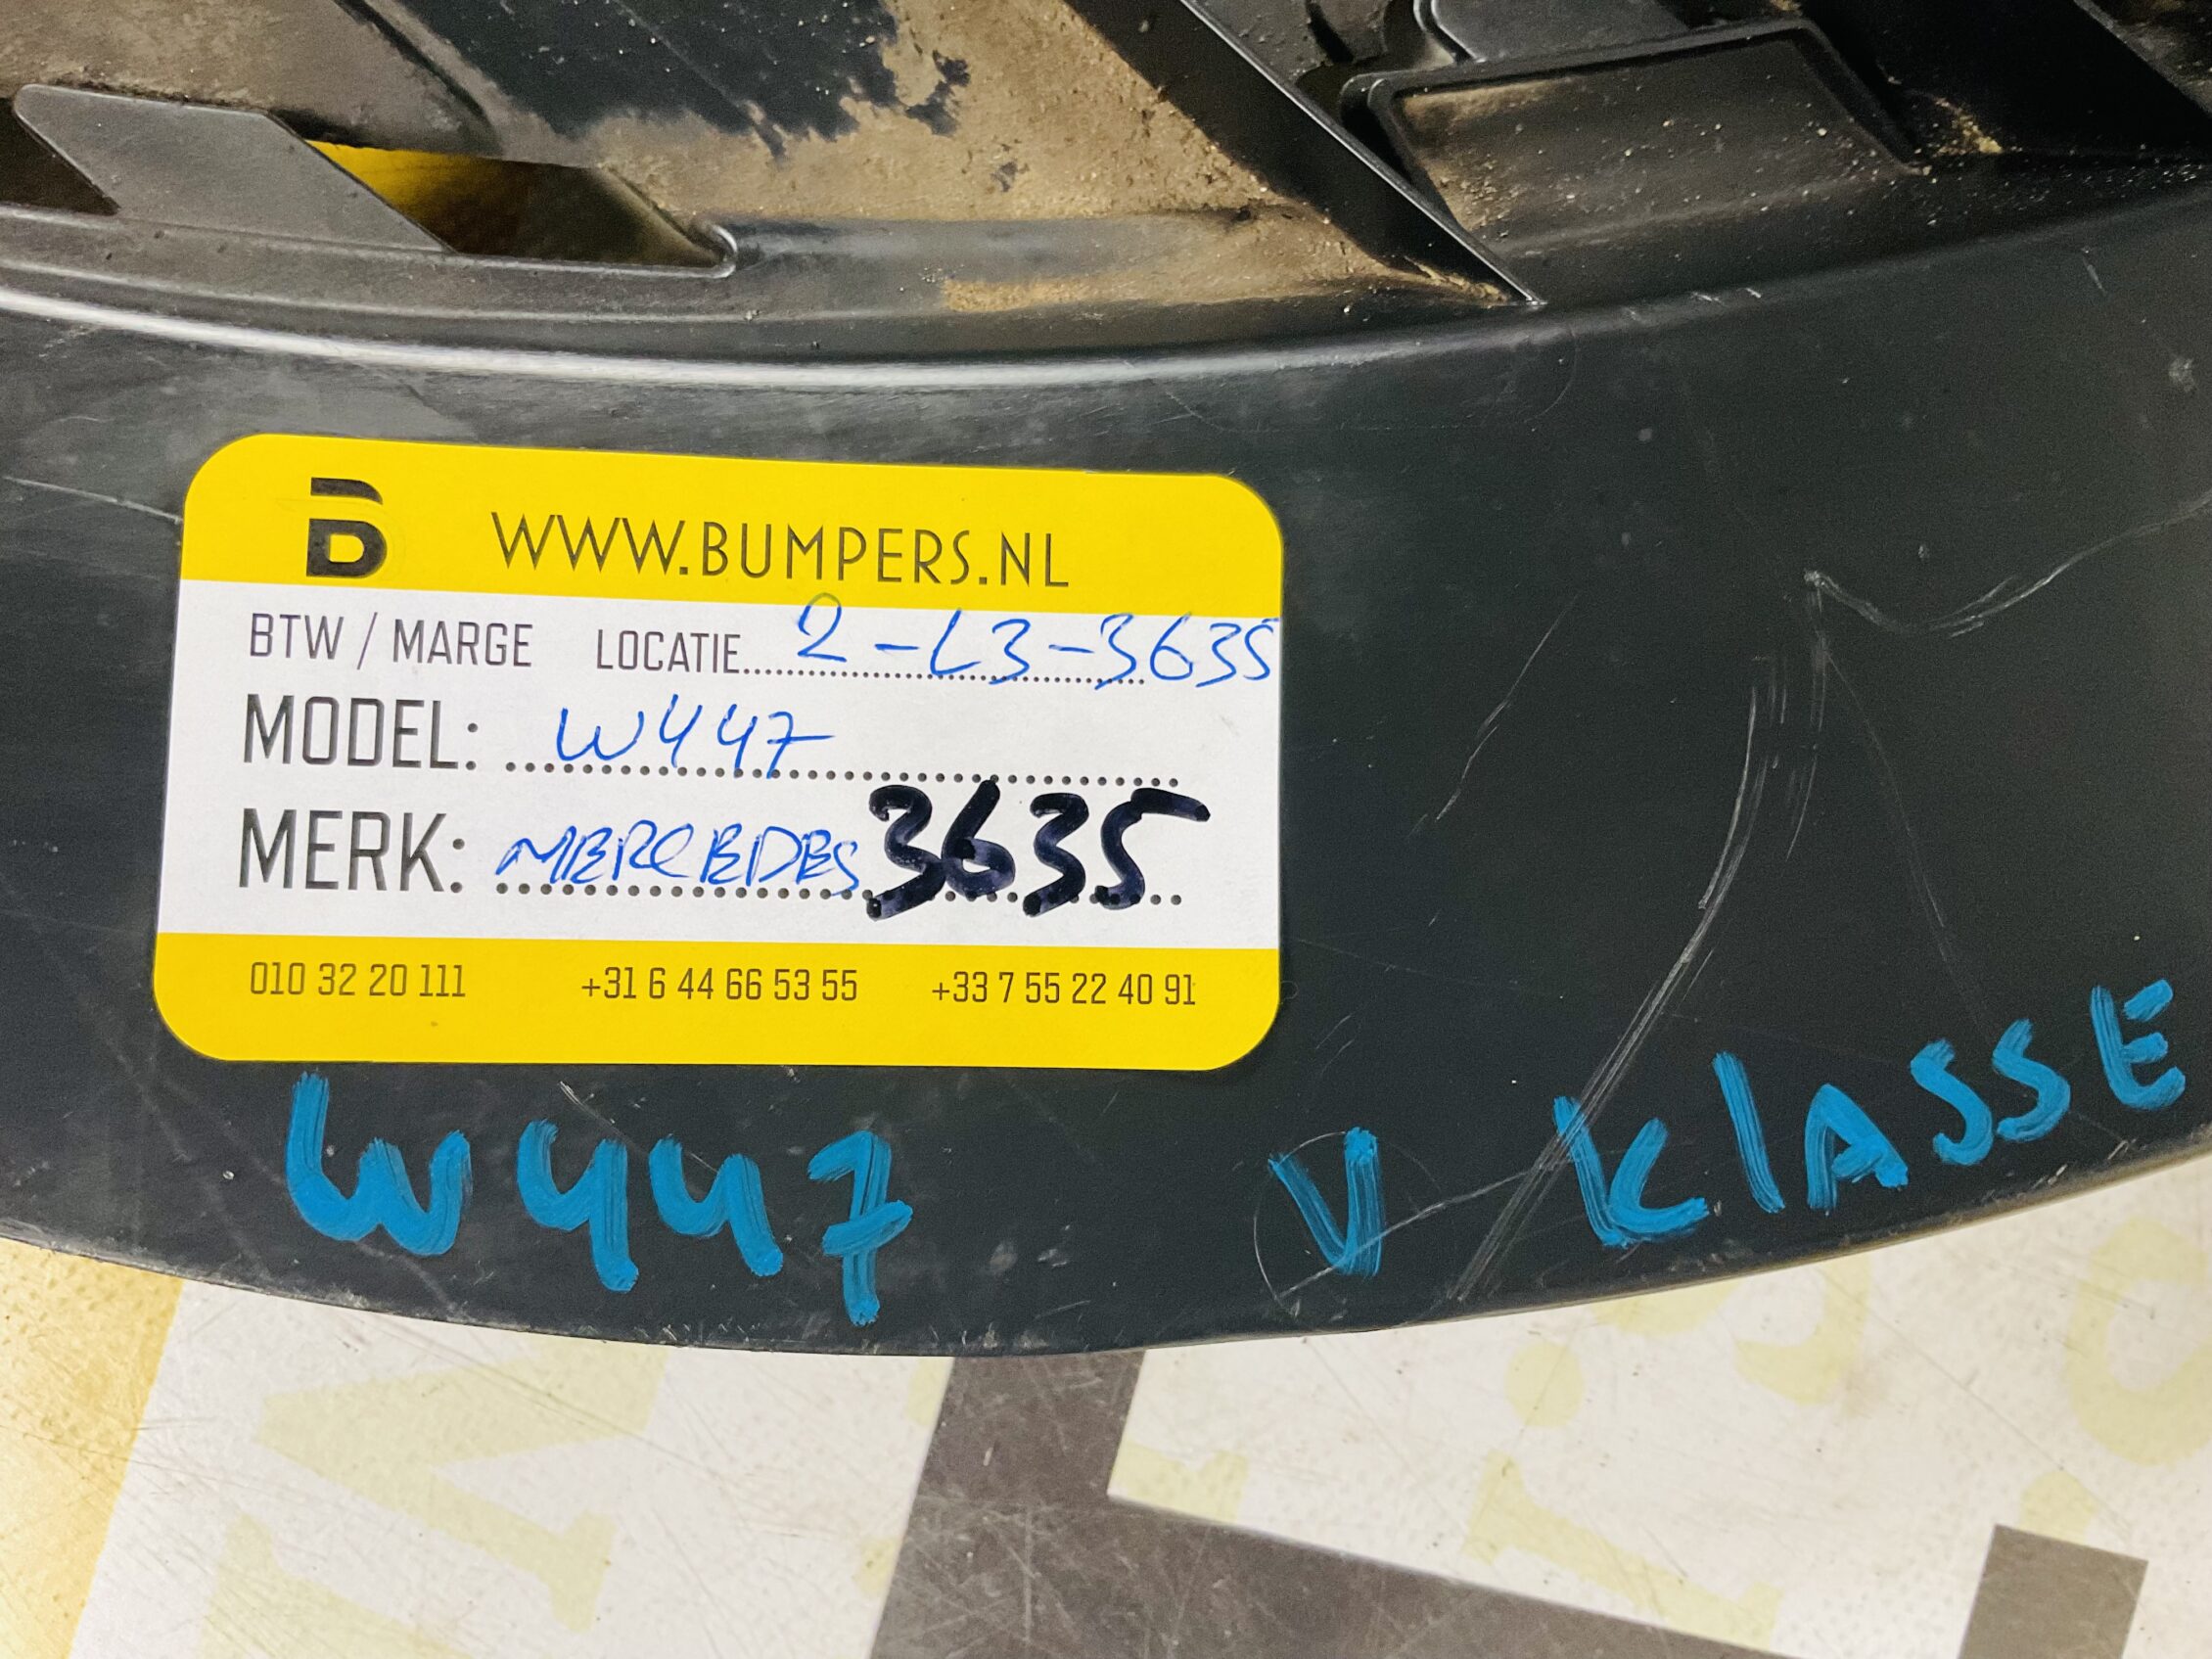 B WWW.BUMPERS.NL
BTW / MARGE LOCATIE 2-L3-3635
MODEL: W447
MERK: MERCEDES 3635
010 32 20 111 +31 6 44 66 53 55 +33 7 55 22 40 91
W447 V KlASSE